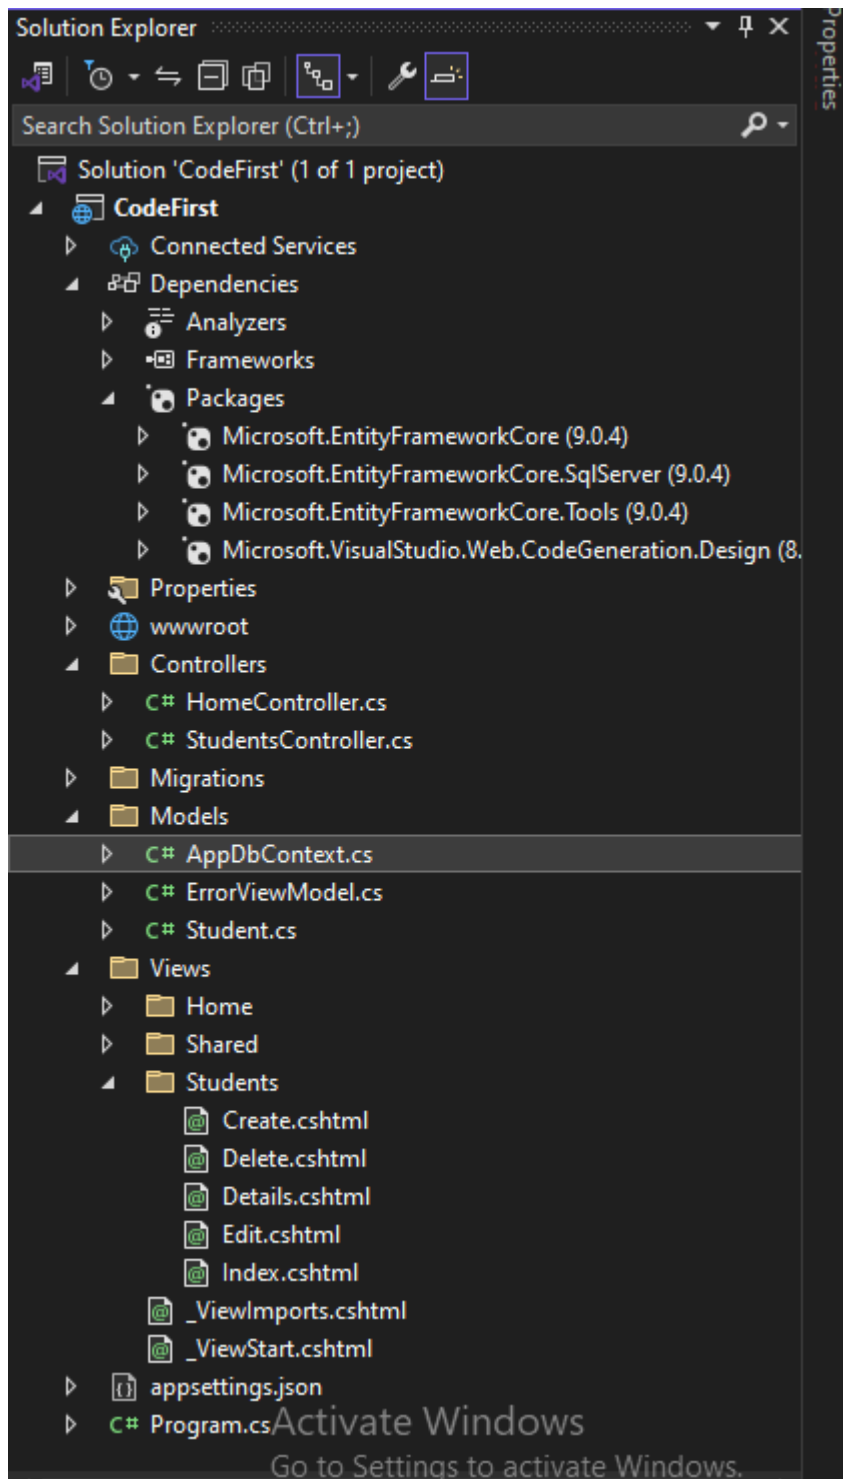 Solution Explorer
Properties
Search Solution Explorer (Ctrl+;)
Solution 'CodeFirst' (1 of 1 project)
CodeFirst
Connected Services
Dependencies
Analyzers
Frameworks
Packages
Microsoft.EntityFrameworkCore (9.0.4)
Microsoft.EntityFrameworkCore.SqlServer (9.0.4)
Microsoft.EntityFrameworkCore.Tools (9.0.4)
Microsoft.VisualStudio.Web.CodeGeneration.Design (8.
Properties
wwwroot
Controllers
C# HomeController.cs
C# StudentsController.cs
Migrations
Models
C# AppDbContext.cs
C# ErrorViewModel.cs
C# Student.cs
Views
Home
Shared
Students
Create.cshtml
Delete.cshtml
Details.cshtml
Edit.cshtml
Index.cshtml
_ViewImports.cshtml
_ViewStart.cshtml
appsettings.json
C# Program.cs
Activate Windows
Go to Settings to activate Windows.